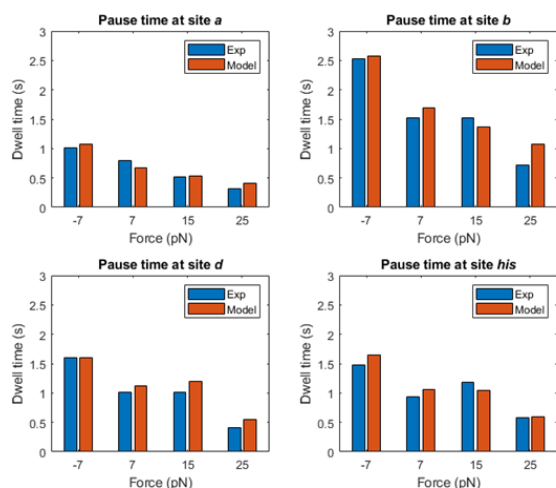 Pause time at site a
Dwell time (s)
3
2.5
2
1.5
1
0.5
0
Exp
Model
-7 7 15 25
Force (pN)
Pause time at site b
Dwell time (s)
3
2.5
2
1.5
1
0.5
0
Exp
Model
-7 7 15 25
Force (pN)
Pause time at site d
Dwell time (s)
3
2.5
2
1.5
1
0.5
0
Exp
Model
-7 7 15 25
Force (pN)
Pause time at site his
Dwell time (s)
3
2.5
2
1.5
1
0.5
0
Exp
Model
-7 7 15 25
Force (pN)